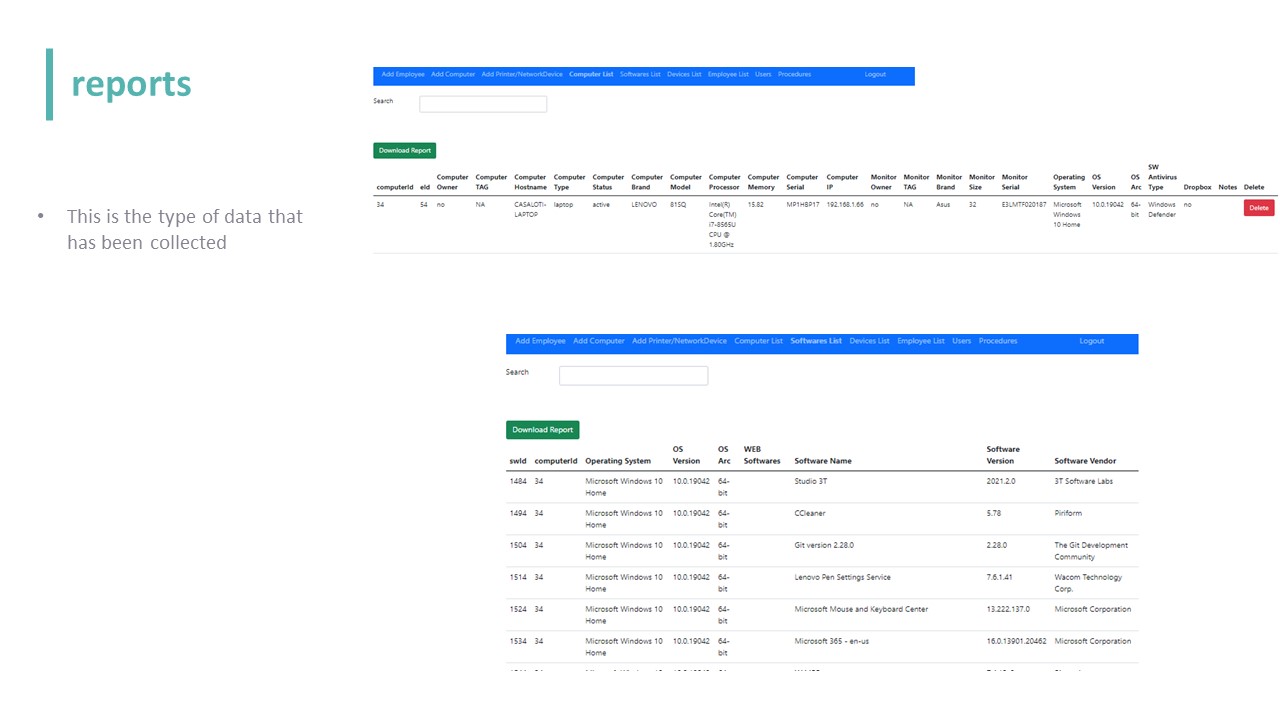 reports
• This is the type of data that
has been collected
Add Employee Add Computer Add Printer/NetworkDevice Computer List Softwares List Devices List Employee List Users Procedures Logout
Search
Download Report
computerId eId Computer Owner Computer TAG Computer Hostname Computer Type Computer Status Computer Brand Computer Model Computer Processor Computer Memory Computer Serial Computer IP Monitor Owner Monitor TAG Monitor Brand Monitor Size Monitor Serial Operating System OS Version OS Arc SW Antivirus Type Dropbox Notes Delete
34 54 no NA CASALOTI-LAPTOP laptop active LENOVO 81SQ Intel(R) Core(TM) i7-8565U CPU @ 1.80GHz 15.82 MP1HBP17 192.168.1.66 no NA Asus 32 E3LMTF020187 Microsoft Windows 10 Home 10.0.19042 64-bit Windows Defender no Delete
Add Employee Add Computer Add Printer/NetworkDevice Computer List Softwares List Devices List Employee List Users Procedures Logout
Search
Download Report
swId computerId Operating System OS Version OS Arc WEB Softwares Software Name Software Version Software Vendor
1484 34 Microsoft Windows 10 Home 10.0.19042 64-bit Studio 3T 2021.2.0 3T Software Labs
1494 34 Microsoft Windows 10 Home 10.0.19042 64-bit CCleaner 5.78 Piriform
1504 34 Microsoft Windows 10 Home 10.0.19042 64-bit Git version 2.28.0 2.28.0 The Git Development Community
1514 34 Microsoft Windows 10 Home 10.0.19042 64-bit Lenovo Pen Settings Service 7.6.1.41 Wacom Technology Corp.
1524 34 Microsoft Windows 10 Home 10.0.19042 64-bit Microsoft Mouse and Keyboard Center 13.222.137.0 Microsoft Corporation
1534 34 Microsoft Windows 10 Home 10.0.19042 64-bit Microsoft 365 - en-us 16.0.13901.20462 Microsoft Corporation